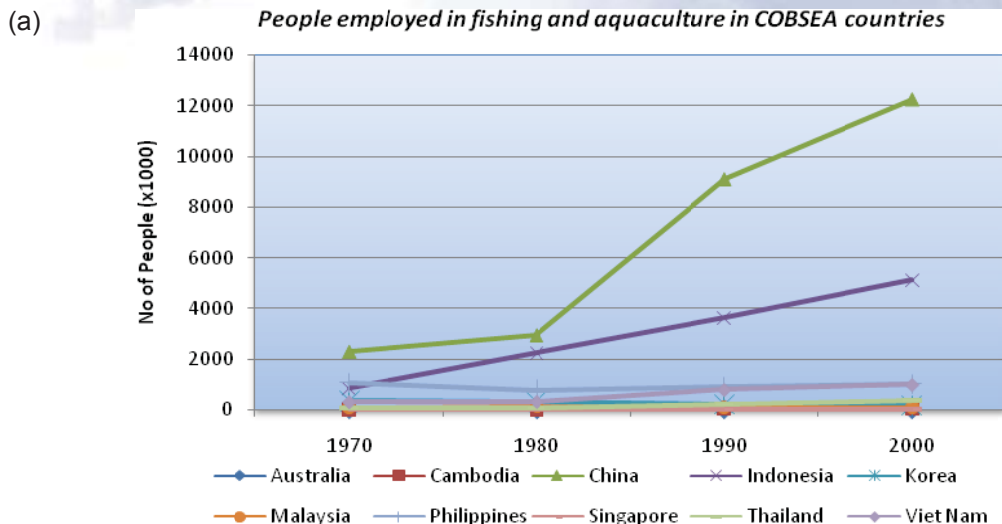 (a)
People employed in fishing and aquaculture in COBSEA countries
14000
12000
10000
8000
6000
4000
2000
0
No of People (x1000)
1970 1980 1990 2000
Australia Cambodia China Indonesia Korea
Malaysia Philippines Singapore Thailand Viet Nam